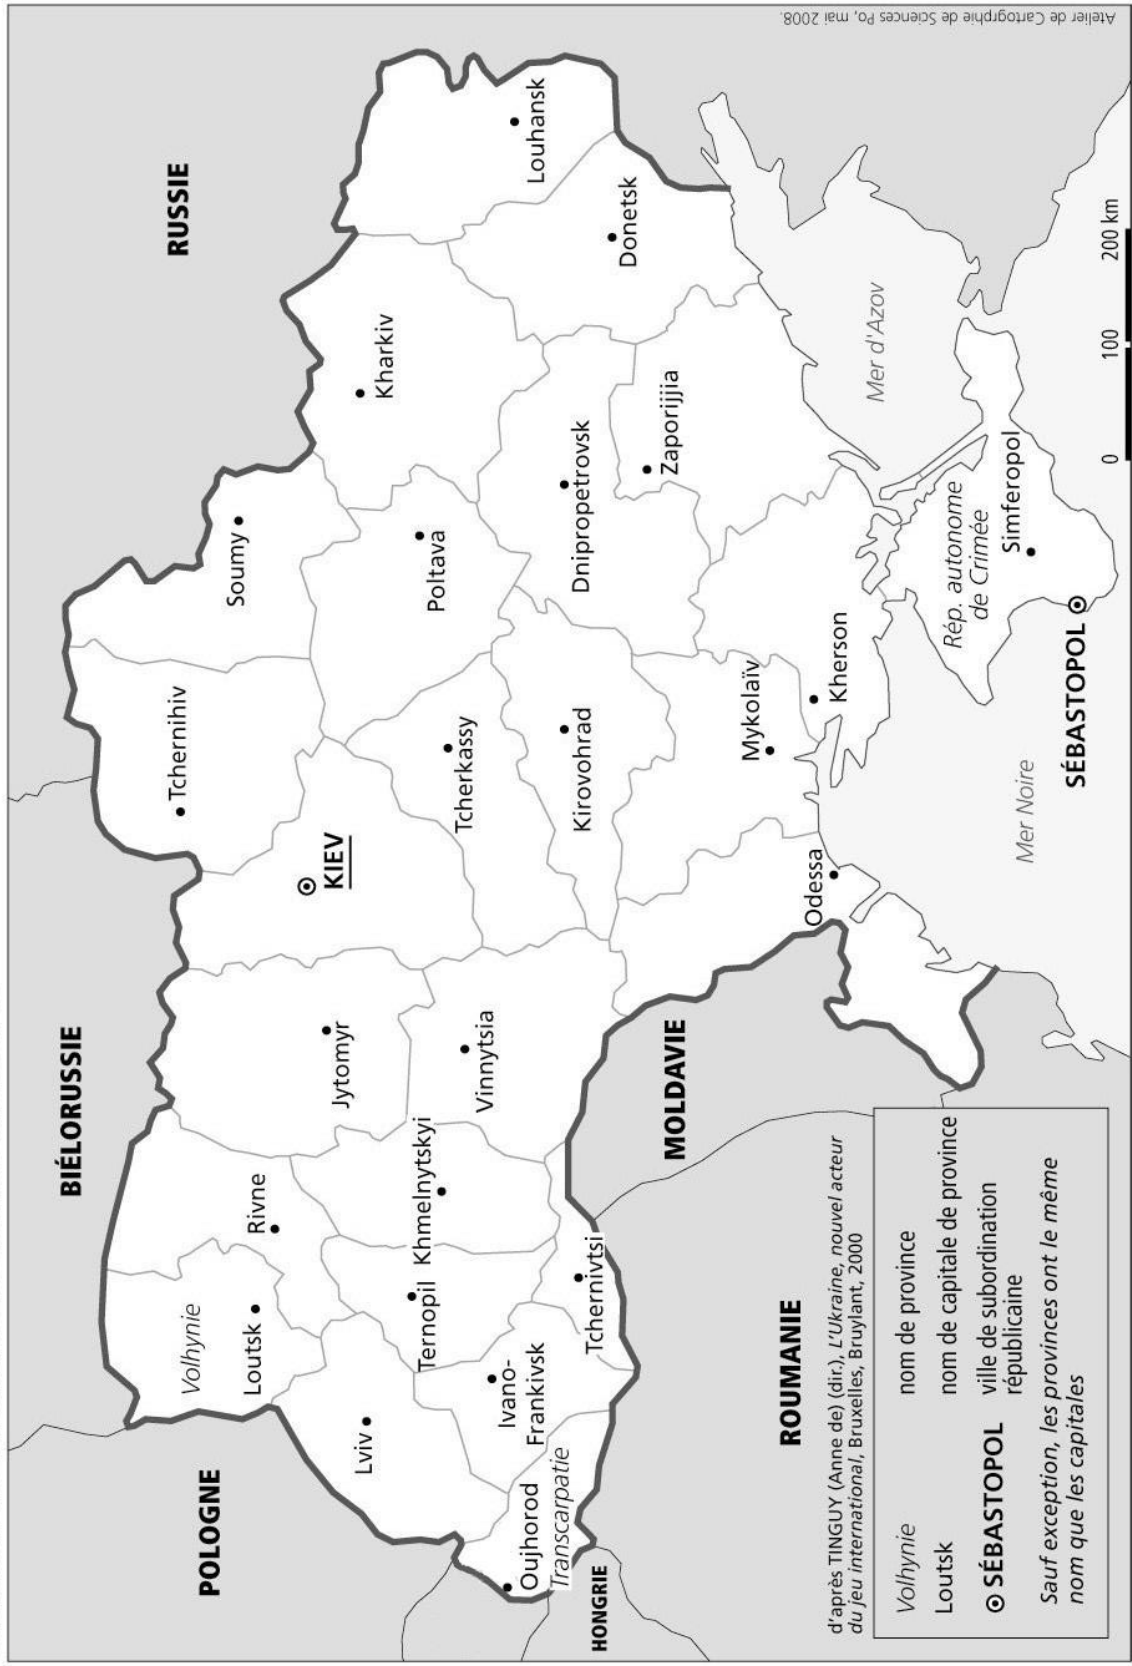 BIÉLORUSSIE
RUSSIE
POLOGNE
Volhynie
Loutsk
Rivne
Tchernihiv
Soumy
KIEV
Jytomyr
Lviv
Kharkiv
Poltava
Tcherkassy
Ternopil
Khmelnytskyi
Vinnytsia
Louhansk
Ivano-
Frankivsk
Oujhorod
Transcarpatie
Tchernivtsi
Kirovohrad
Dnipropetrovsk
Donetsk
Zaporijjia
HONGRIE
MOLDAVIE
Mykolaïv
Kherson
Odessa
ROUMANIE
Mer d'Azov
Rép. autonome
de Crimée
Simferopol
Mer Noire
SÉBASTOPOL
d'après TINGUY (Anne de) (dir.), L'Ukraine, nouvel acteur
du jeu international, Bruxelles, Bruylant, 2000
Volhynie nom de province
Loutsk nom de capitale de province
SÉBASTOPOL ville de subordination
républicaine
Sauf exception, les provinces ont le même
nom que les capitales
0 100 200 km
Atelier de Cartogrphie de Sciences Po, mai 2008.